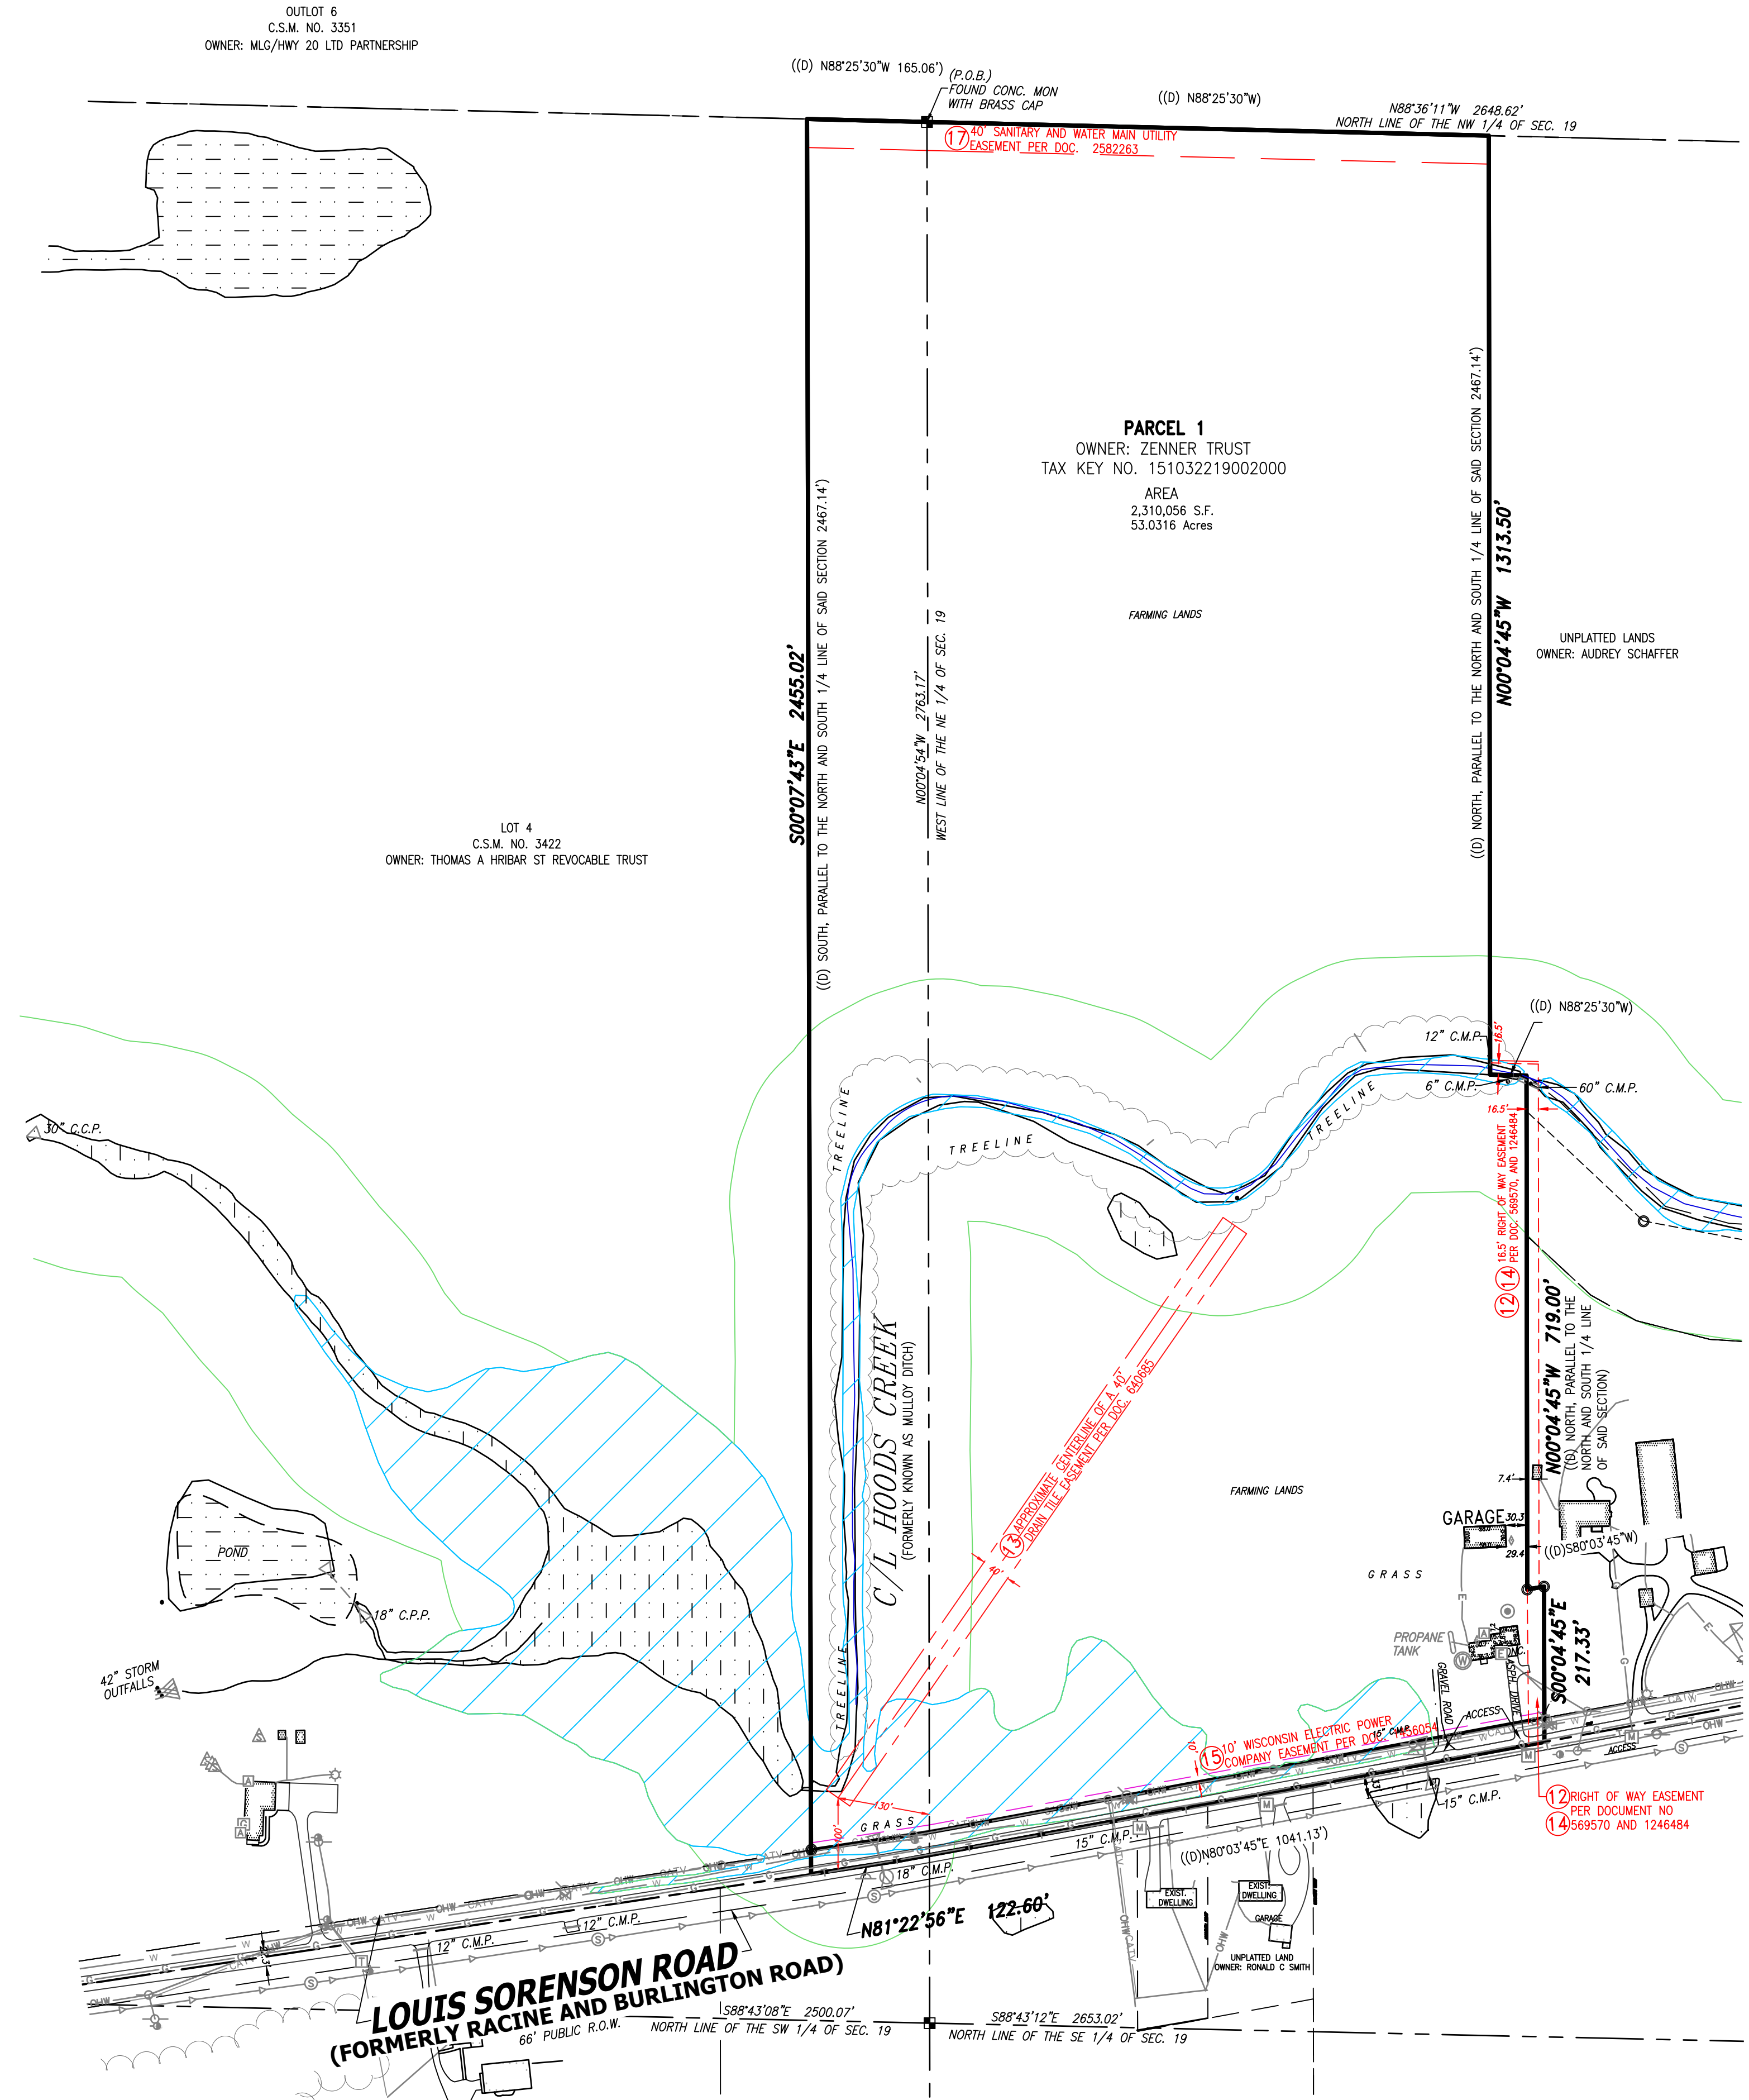 OUTLOT 6
C.S.M. NO. 3351
OWNER: MLG/HWY 20 LTD PARTNERSHIP
((D) N88°25'30"W 165.06')
(P.O.B.)
FOUND CONC. MON
WITH BRASS CAP
((D) N88°25'30"W)
N88°36'11"W 2648.62'
NORTH LINE OF THE NW 1/4 OF SEC. 19
17
40' SANITARY AND WATER MAIN UTILITY
EASEMENT PER DOC. 2582263
PARCEL 1
OWNER: ZENNER TRUST
TAX KEY NO. 151032219002000
AREA
2,310,056 S.F.
53.0316 Acres
FARMING LANDS
S00°07'43"E 2455.02'
((D) SOUTH, PARALLEL TO THE NORTH AND SOUTH 1/4 LINE OF SAID SECTION 2467.14')
N00°04'54"W 2763.17'
WEST LINE OF THE NE 1/4 OF SEC. 19
((D) NORTH, PARALLEL TO THE NORTH AND SOUTH 1/4 LINE OF SAID SECTION 2467.14')
N00°04'45"W 1313.50'
UNPLATTED LANDS
OWNER: AUDREY SCHAFFER
LOT 4
C.S.M. NO. 3422
OWNER: THOMAS A HRIBAR ST REVOCABLE TRUST
((D) N88°25'30"W)
12" C.M.P.
16.5'
6" C.M.P.
60" C.M.P.
16.5'
TREELINE
TREELINE
TREELINE
TREELINE
30" C.C.P.
12 14
16.5' RIGHT OF WAY EASEMENT
PER DOC. 569570, AND 1246484
N00°04'45"W 719.00'
((D) NORTH, PARALLEL TO THE
NORTH AND SOUTH 1/4 LINE
OF SAID SECTION)
C/L HOODS CREEK
(FORMERLY KNOWN AS MULLOY DITCH)
13
APPROXIMATE CENTERLINE OF A 40'
DRAIN TILE EASEMENT PER DOC. 640685
40'
FARMING LANDS
7.4'
GARAGE
30.3
29.4
((D)S80°03'45"W)
GRASS
POND
18" C.P.P.
42" STORM
OUTFALLS
PROPANE
TANK
GRAVEL ROAD
ASPH. DRIVE
ACCESS
S00°04'45"E
217.33'
15
10' WISCONSIN ELECTRIC POWER
COMPANY EASEMENT PER DOC. 1456054
10'
ACCESS
12
14
RIGHT OF WAY EASEMENT
PER DOCUMENT NO
569570 AND 1246484
15" C.M.P.
130'
100'
GRASS
15" C.M.P.
18" C.M.P.
((D)N80°03'45"E 1041.13')
N81°22'56"E 122.60'
EXIST.
DWELLING
EXIST.
DWELLING
GARAGE
UNPLATTED LAND
OWNER: RONALD C SMITH
12" C.M.P.
12" C.M.P.
LOUIS SORENSON ROAD
(FORMERLY RACINE AND BURLINGTON ROAD)
66' PUBLIC R.O.W.
S88°43'08"E 2500.07'
NORTH LINE OF THE SW 1/4 OF SEC. 19
S88°43'12"E 2653.02'
NORTH LINE OF THE SE 1/4 OF SEC. 19